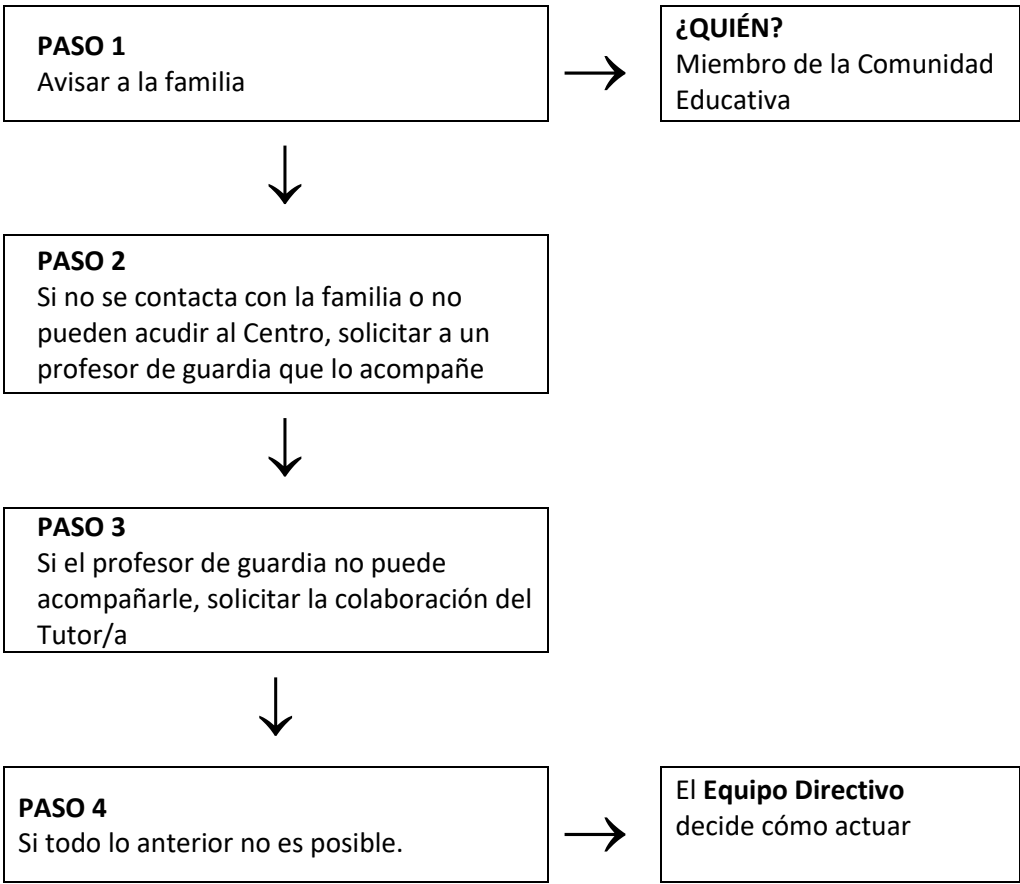 PASO 1
Avisar a la familia
¿QUIÉN?
Miembro de la Comunidad
Educativa
PASO 2
Si no se contacta con la familia o no
pueden acudir al Centro, solicitar a un
profesor de guardia que lo acompañe
PASO 3
Si el profesor de guardia no puede
acompañarle, solicitar la colaboración del
Tutor/a
PASO 4
Si todo lo anterior no es posible.
El Equipo Directivo
decide cómo actuar